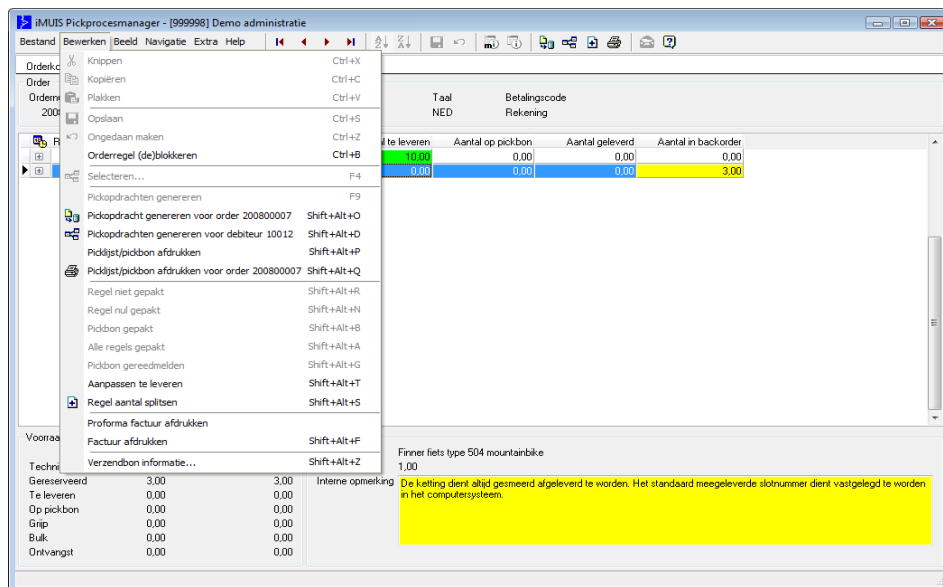 iMUIS Pickprocesmanager - [999998] Demo administratie
Bestand Bewerken Beeld Navigatie Extra Help
Knippen Ctrl+X
Kopiëren Ctrl+C
Plakken Ctrl+V
Opslaan Ctrl+S
Ongedaan maken Ctrl+Z
Orderregel (de)blokkeren Ctrl+B
Selecteren... F4
Pickopdrachten genereren F9
Pickopdracht genereren voor order 200800007 Shift+Alt+O
Pickopdrachten genereren voor debiteur 10012 Shift+Alt+D
Picklijst/pickbon afdrukken Shift+Alt+P
Picklijst/pickbon afdrukken voor order 200800007 Shift+Alt+Q
Regel niet gepakt Shift+Alt+R
Regel nul gepakt Shift+Alt+N
Pickbon gepakt Shift+Alt+B
Alle regels gepakt Shift+Alt+A
Pickbon gereedmelden Shift+Alt+G
Aanpassen te leveren Shift+Alt+T
Regel aantal splitsen Shift+Alt+S
Proforma factuur afdrukken
Factuur afdrukken Shift+Alt+F
Verzendbon informatie... Shift+Alt+Z
Orderko
Order
Ordernu
200
Taal Betalingscode
NED Rekening
R
l te leveren Aantal op pickbon Aantal geleverd Aantal in backorder
10,00 0,00 0,00 0,00
0,00 0,00 0,00 3,00
Voorraa
Finner fiets type 504 mountainbike
Techni 1,00
Gereserveerd 3,00 3,00
Te leveren 0,00 0,00
Op pickbon 0,00 0,00
Grijp 0,00 0,00
Bulk 0,00 0,00
Ontvangst 0,00 0,00
Interne opmerking
De ketting dient altijd gesmeerd afgeleverd te worden. Het standaard meegeleverde slotnummer dient vastgelegd te worden
in het computersysteem.